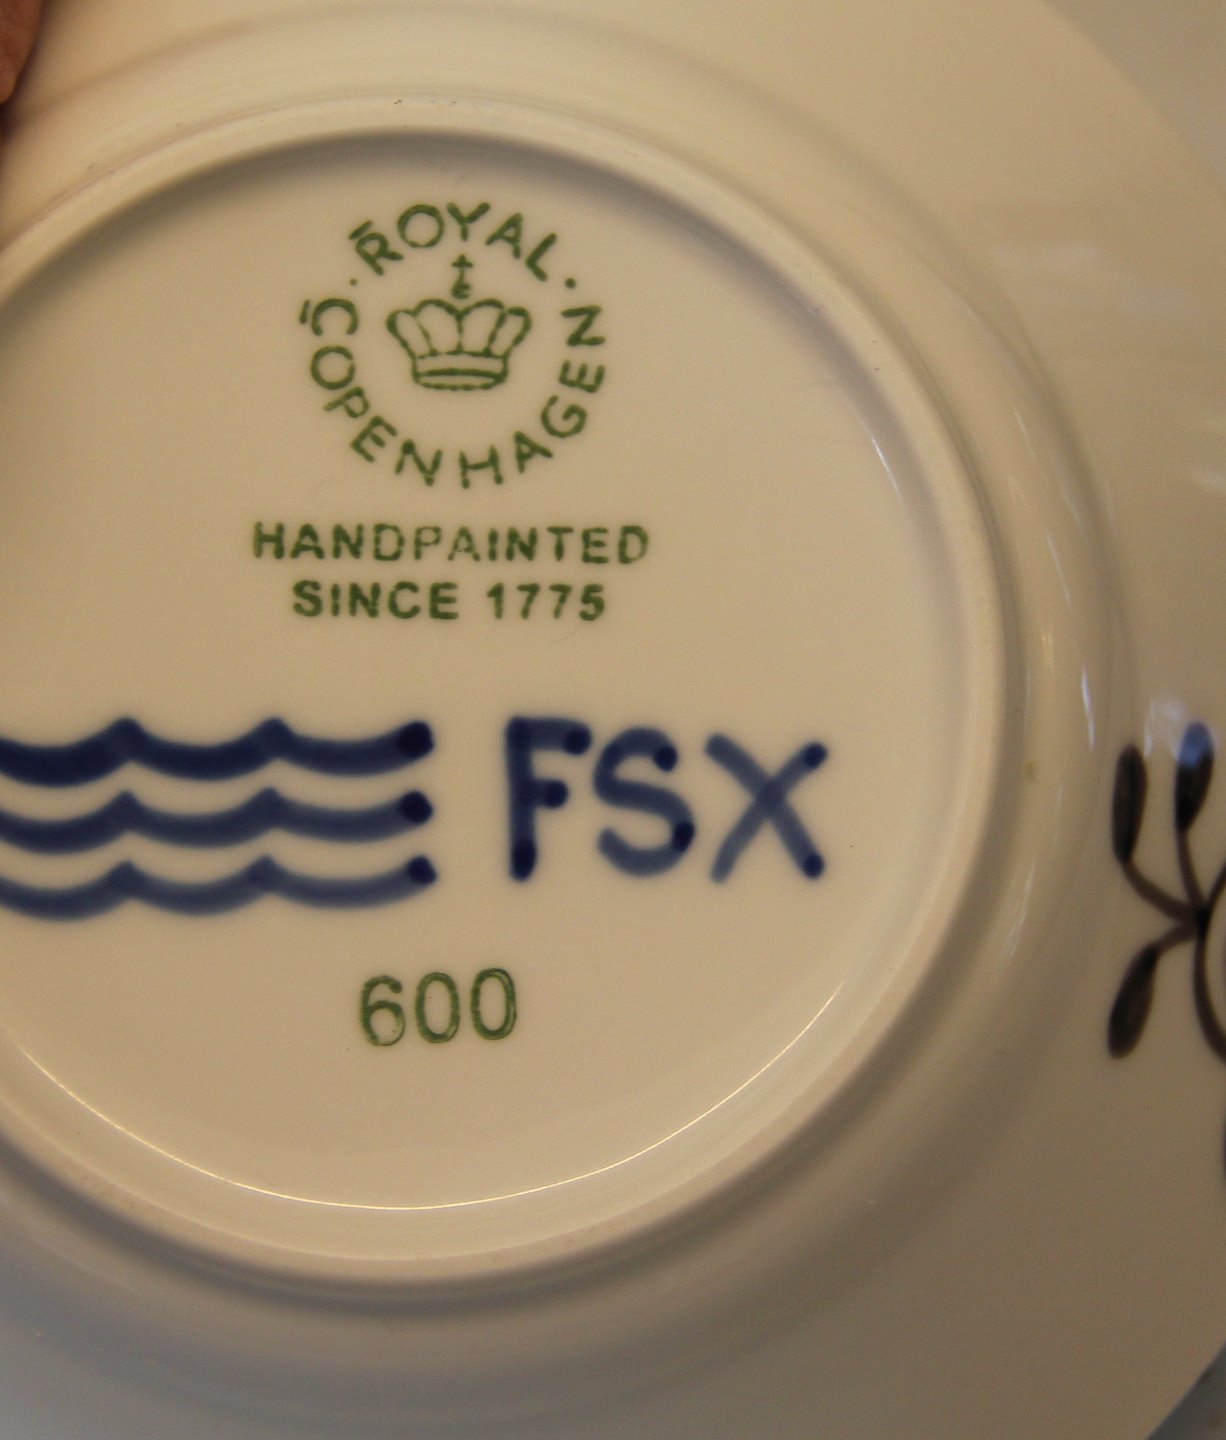 ROYAL · COPENHAGEN ·
HANDPAINTED
SINCE 1775
FSX
600